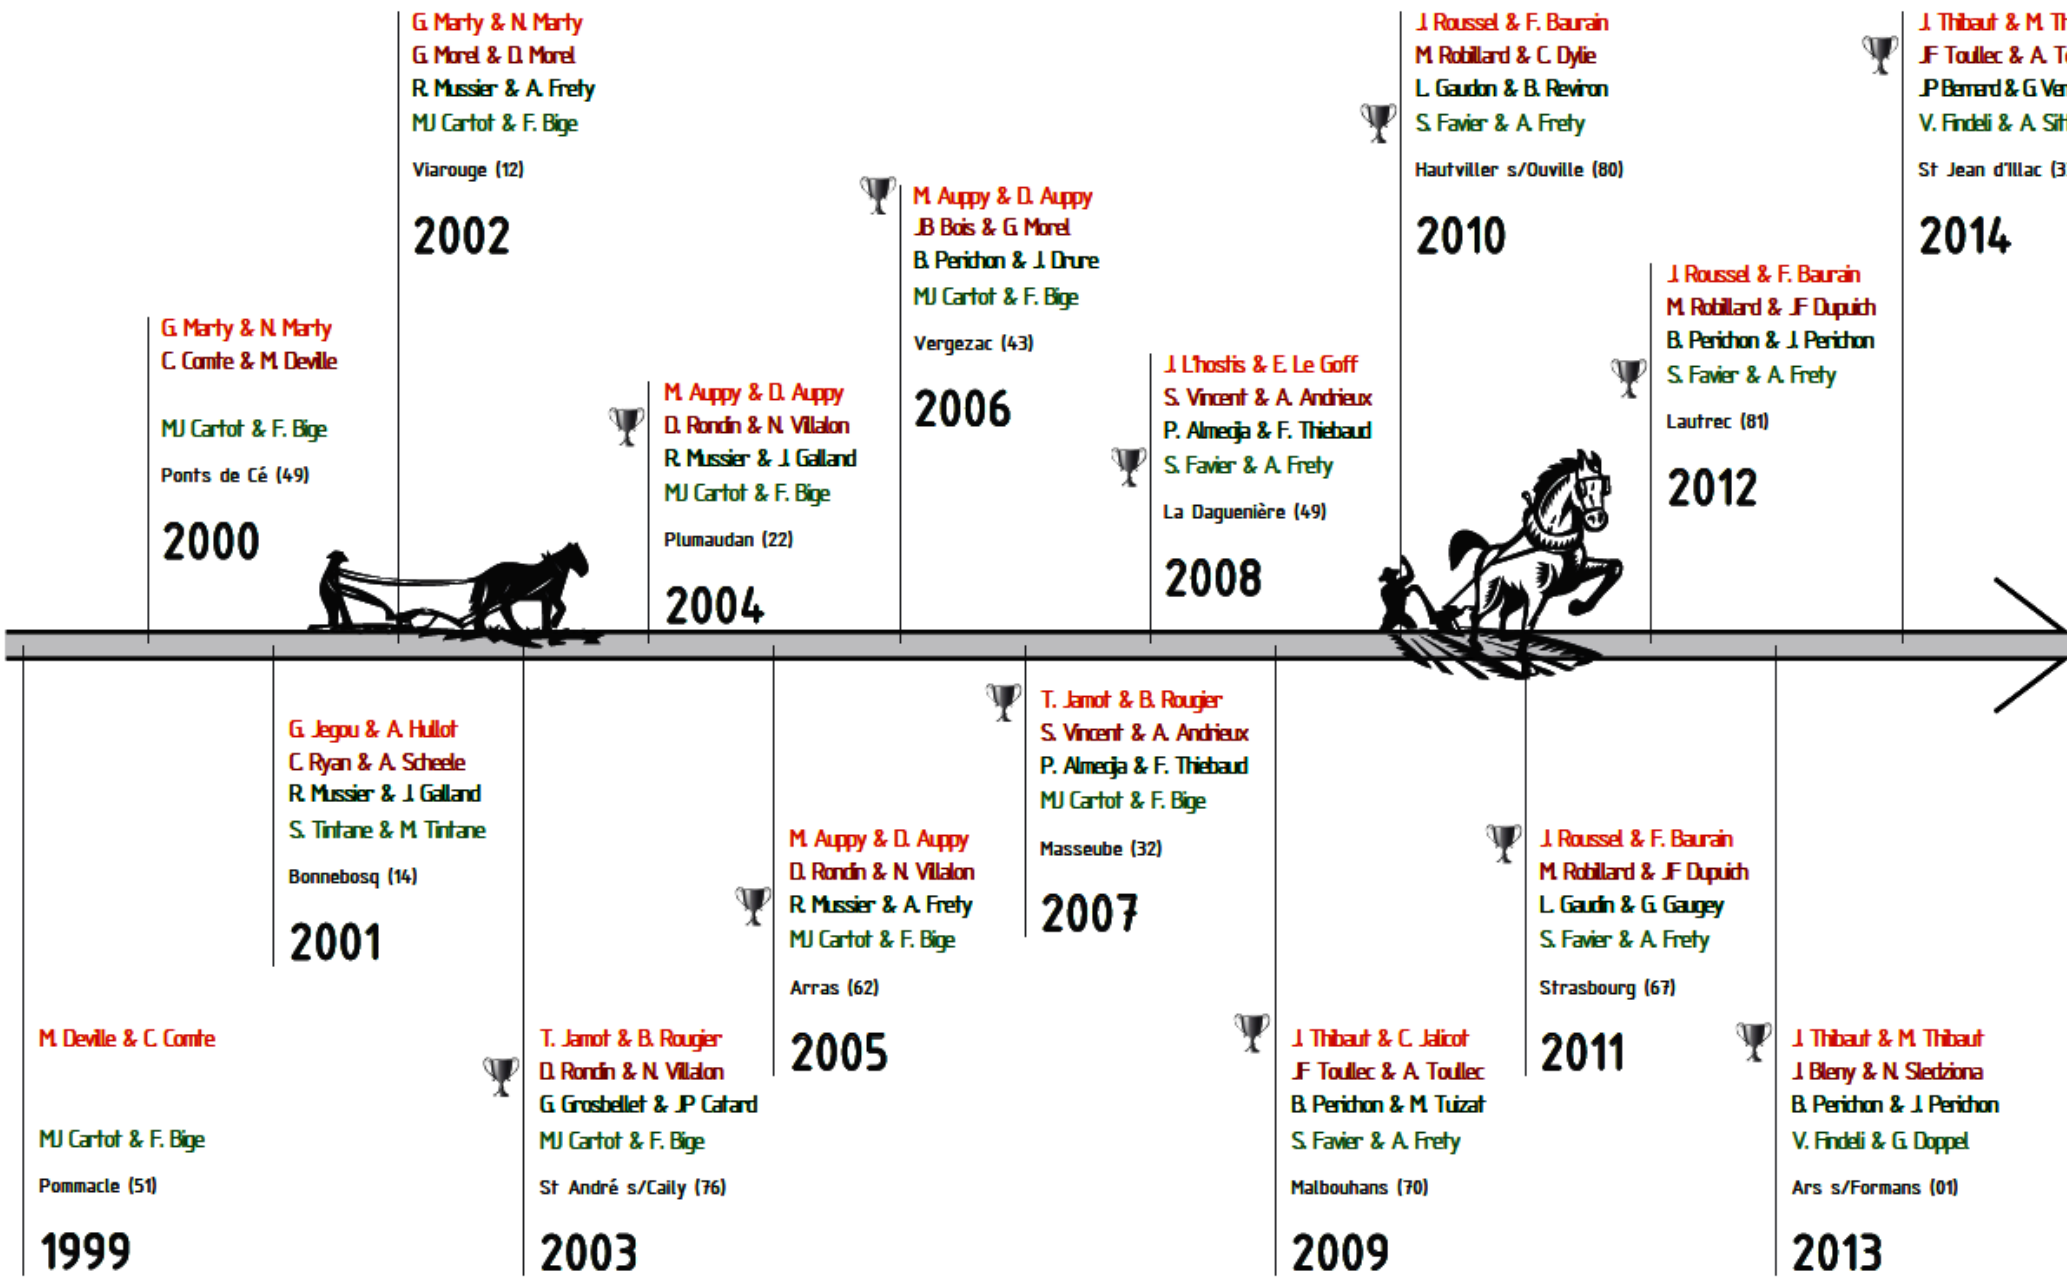 G. Marty & N. Marty
G. Morel & D. Morel
R. Mussier & A. Frety
MJ Cartot & F. Bige
Viarouge (12)
2002
J. Roussel & F. Baurain
M. Robillard & C. Dylie
L. Gaudon & B. Reviron
S. Favier & A. Frety
Hautviller s/Ouville (80)
2010
J. Thibaut & M. Th
JF Toullec & A. To
JP Bernard & G. Ver
V. Findeli & A. Sitt
St Jean d'Illac (3
2014
M. Auppy & D. Auppy
JB Bois & G. Morel
B. Perichon & J. Drure
MJ Cartot & F. Bige
Vergezac (43)
2006
J. Roussel & F. Baurain
M. Robillard & JF Dupuich
B. Perichon & J. Perichon
S. Favier & A. Frety
Lautrec (81)
2012
G. Marty & N. Marty
C. Comte & M. Deville
MJ Cartot & F. Bige
Ponts de Cé (49)
2000
M. Auppy & D. Auppy
D. Rondin & N. Villalon
R. Mussier & J. Galland
MJ Cartot & F. Bige
Plumaudan (22)
2004
J. L'hostis & E. Le Goff
S. Vincent & A. Andrieux
P. Almecija & F. Thiebaud
S. Favier & A. Frety
La Daguenière (49)
2008
G. Jegou & A. Hullot
C. Ryan & A. Scheele
R. Mussier & J. Galland
S. Tintane & M. Tintane
Bonnebosq (14)
2001
T. Jamot & B. Rougier
S. Vincent & A. Andrieux
P. Almecija & F. Thiebaud
MJ Cartot & F. Bige
Masseube (32)
2007
M. Auppy & D. Auppy
D. Rondin & N. Villalon
R. Mussier & A. Frety
MJ Cartot & F. Bige
Arras (62)
2005
J. Roussel & F. Baurain
M. Robillard & JF Dupuich
L. Gaudin & G. Gaugey
S. Favier & A. Frety
Strasbourg (67)
2011
M. Deville & C. Comte
MJ Cartot & F. Bige
Pommacle (51)
1999
T. Jamot & B. Rougier
D. Rondin & N. Villalon
G. Grosbellet & JP Catard
MJ Cartot & F. Bige
St André s/Caily (76)
2003
J. Thibaut & C. Jalicot
JF Toullec & A. Toullec
B. Perichon & M. Tuizat
S. Favier & A. Frety
Malbouhans (70)
2009
J. Thibaut & M. Thibaut
J. Bleny & N. Sledziona
B. Perichon & J. Perichon
V. Findeli & G. Doppel
Ars s/Formans (01)
2013